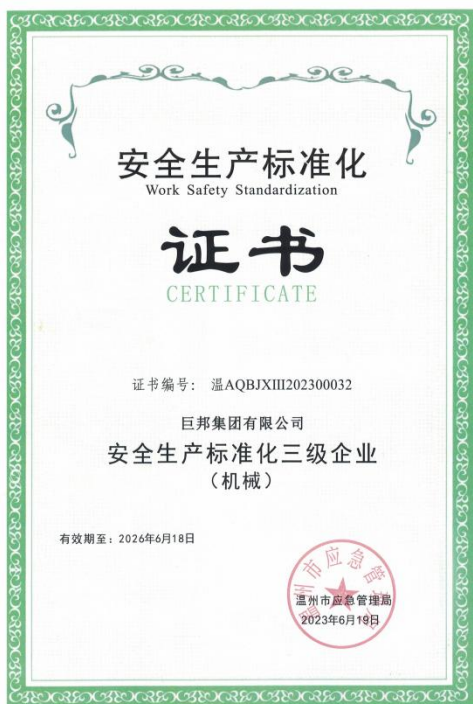 安全生产标准化
Work Safety Standardization
证书
CERTIFICATE
证书编号： 温AQBJXIII202300032
巨邦集团有限公司
安全生产标准化三级企业
（机械）
有效期至：2026年6月18日
温州市应急管理局
温州市应急管理局
2023年6月19日